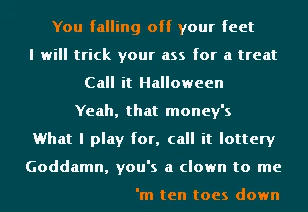 You falling off your feet
I will trick your ass for a treat
Call it Halloween
Yeah, that money's
What I play for, call it lottery
Goddamn, you's a clown to me
'm ten toes down